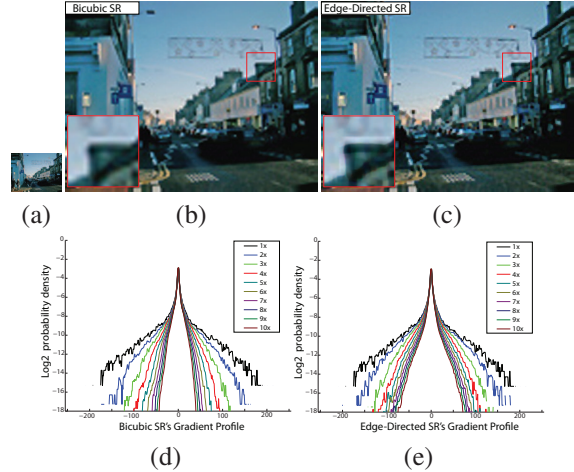 Bicubic SR
Edge-Directed SR
(a)
(b)
(c)
0
−2
−4
−6
−8
−10
−12
−14
−16
−18
Log2 probability density
1x
2x
3x
4x
5x
6x
7x
8x
9x
10x
−200
−100
0
100
200
Bicubic SR's Gradient Profile
0
−2
−4
−6
−8
−10
−12
−14
−16
−18
Log2 probability density
1x
2x
3x
4x
5x
6x
7x
8x
9x
10x
−200
−100
0
100
200
Edge-Directed SR's Gradient Profile
(d)
(e)